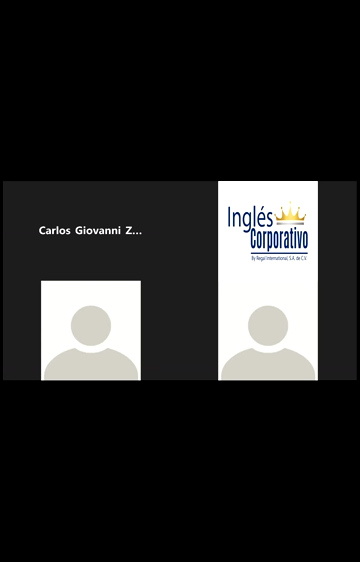 Carlos Giovanni Z...
Inglés
Corporativo
By Regal International, S.A. de C.V